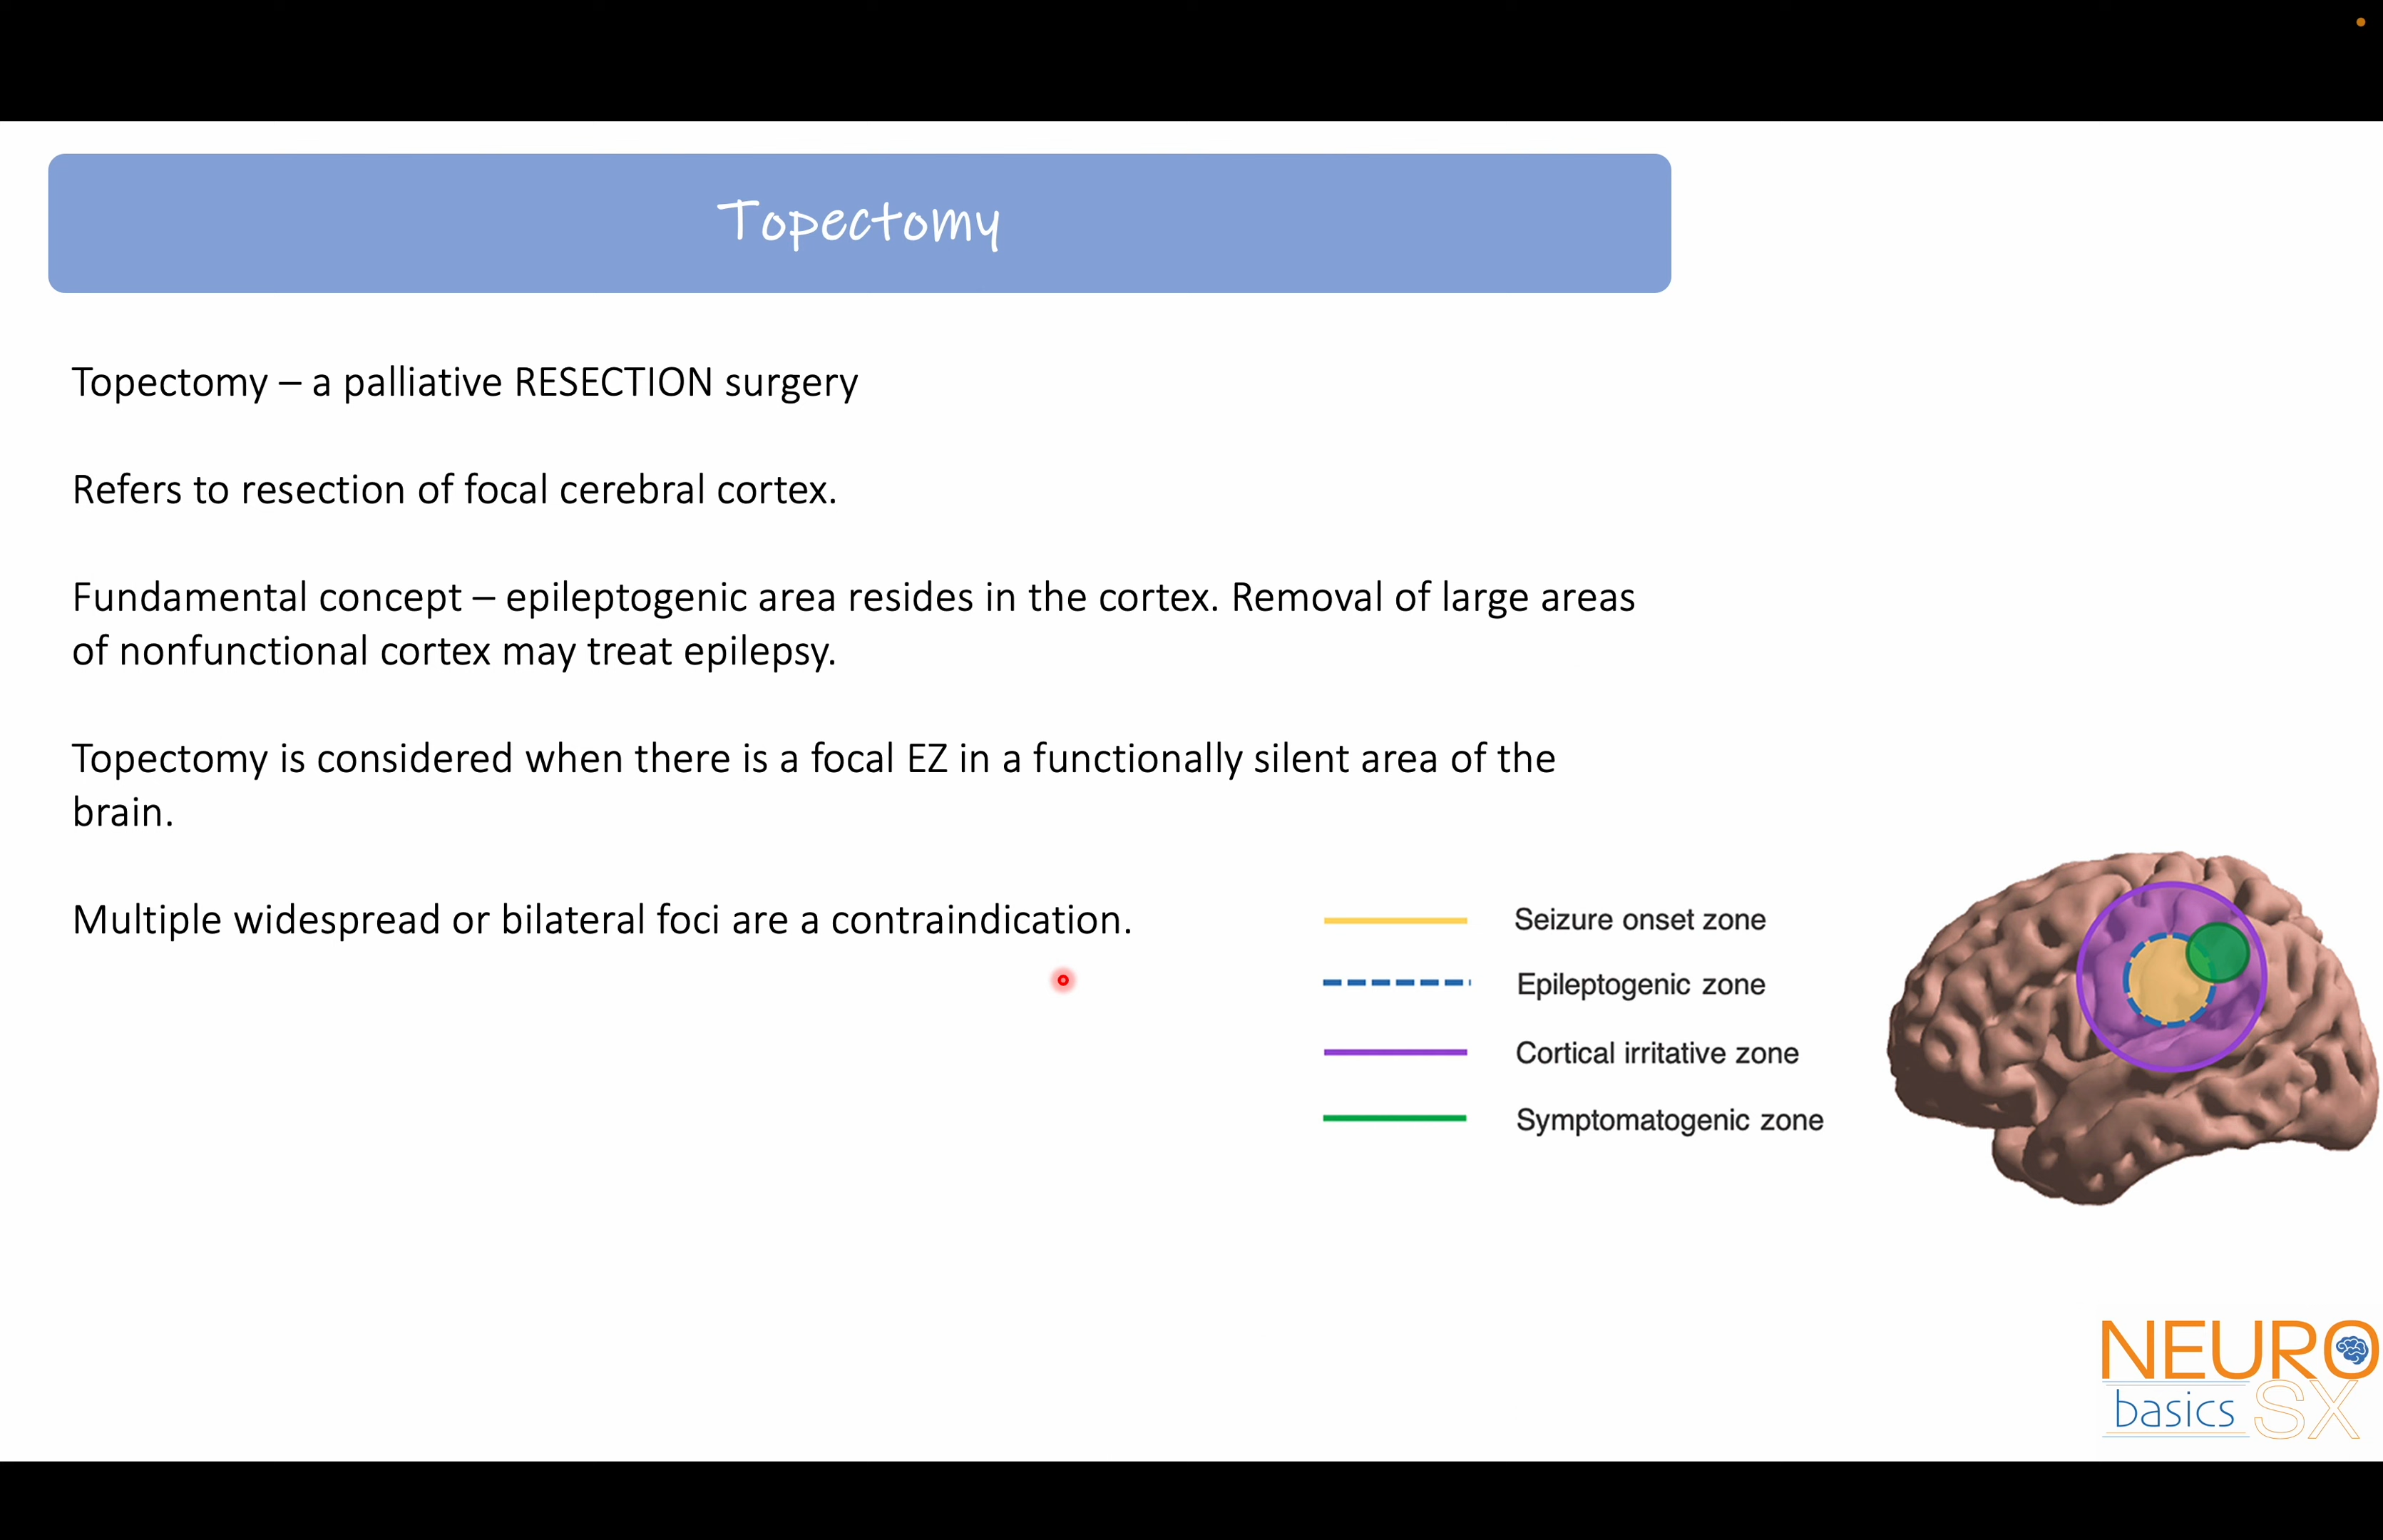 Topectomy
Topectomy – a palliative RESECTION surgery
Refers to resection of focal cerebral cortex.
Fundamental concept – epileptogenic area resides in the cortex. Removal of large areas
of nonfunctional cortex may treat epilepsy.
Topectomy is considered when there is a focal EZ in a functionally silent area of the
brain.
Multiple widespread or bilateral foci are a contraindication.
Seizure onset zone
Epileptogenic zone
Cortical irritative zone
Symptomatogenic zone
NEURO
basics SX